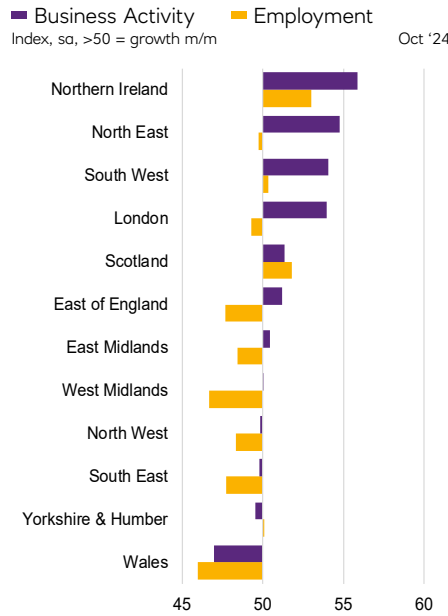 Business Activity Employment
Index, sa, >50 = growth m/m Oct ‘24
Northern Ireland
North East
South West
London
Scotland
East of England
East Midlands
West Midlands
North West
South East
Yorkshire & Humber
Wales
45 50 55 60